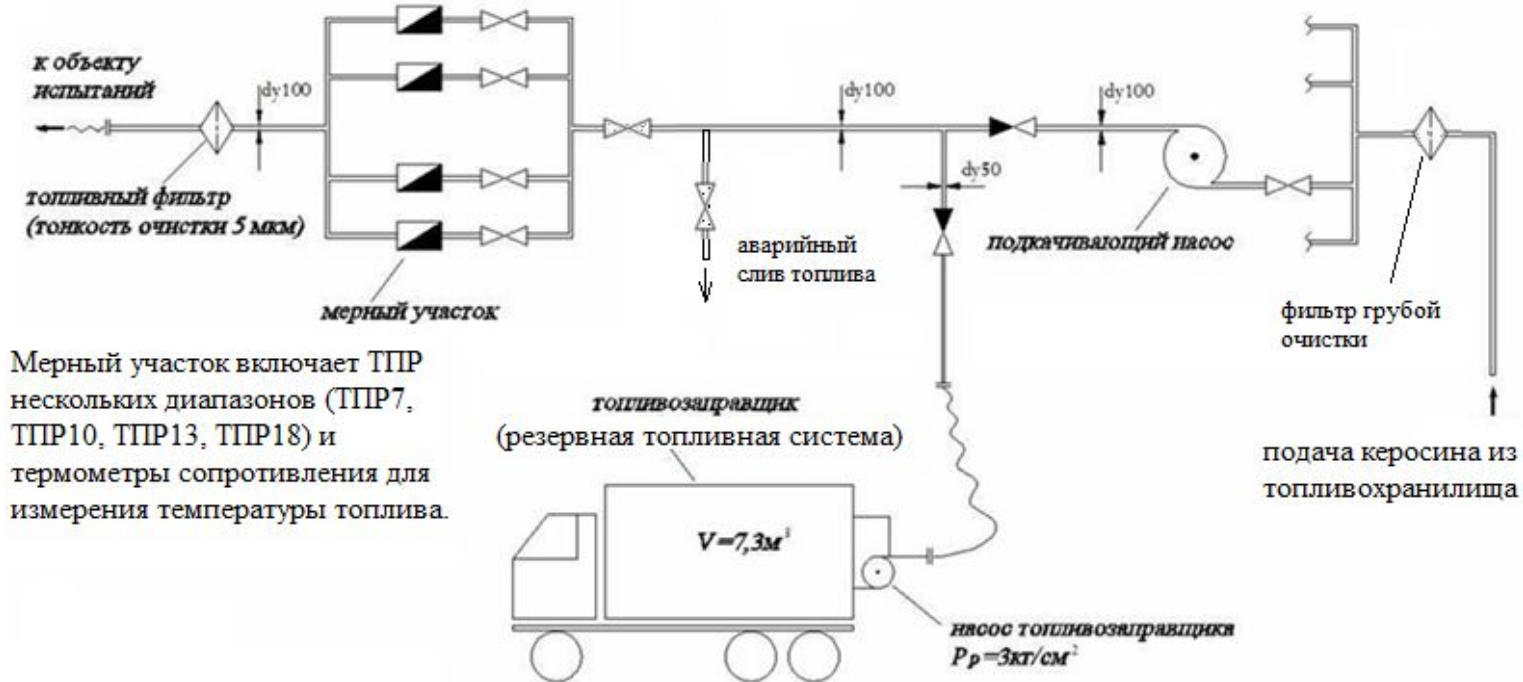 к объекту
испытаний
dy100
топливный фильтр
(тонкость очистки 5 мкм)
мерный участок
аварийный
слив топлива
dy100
dy50
dy100
подкачивающий насос
фильтр грубой
очистки
подача керосина из
топливохранилища
Мерный участок включает ТПР
нескольких диапазонов (ТПР7,
ТПР10, ТПР13, ТПР18) и
термометры сопротивления для
измерения температуры топлива.
топливозаправщик
(резервная топливная система)
V=7,3м³
насос топливозаправщика
Pр=3кг/см²